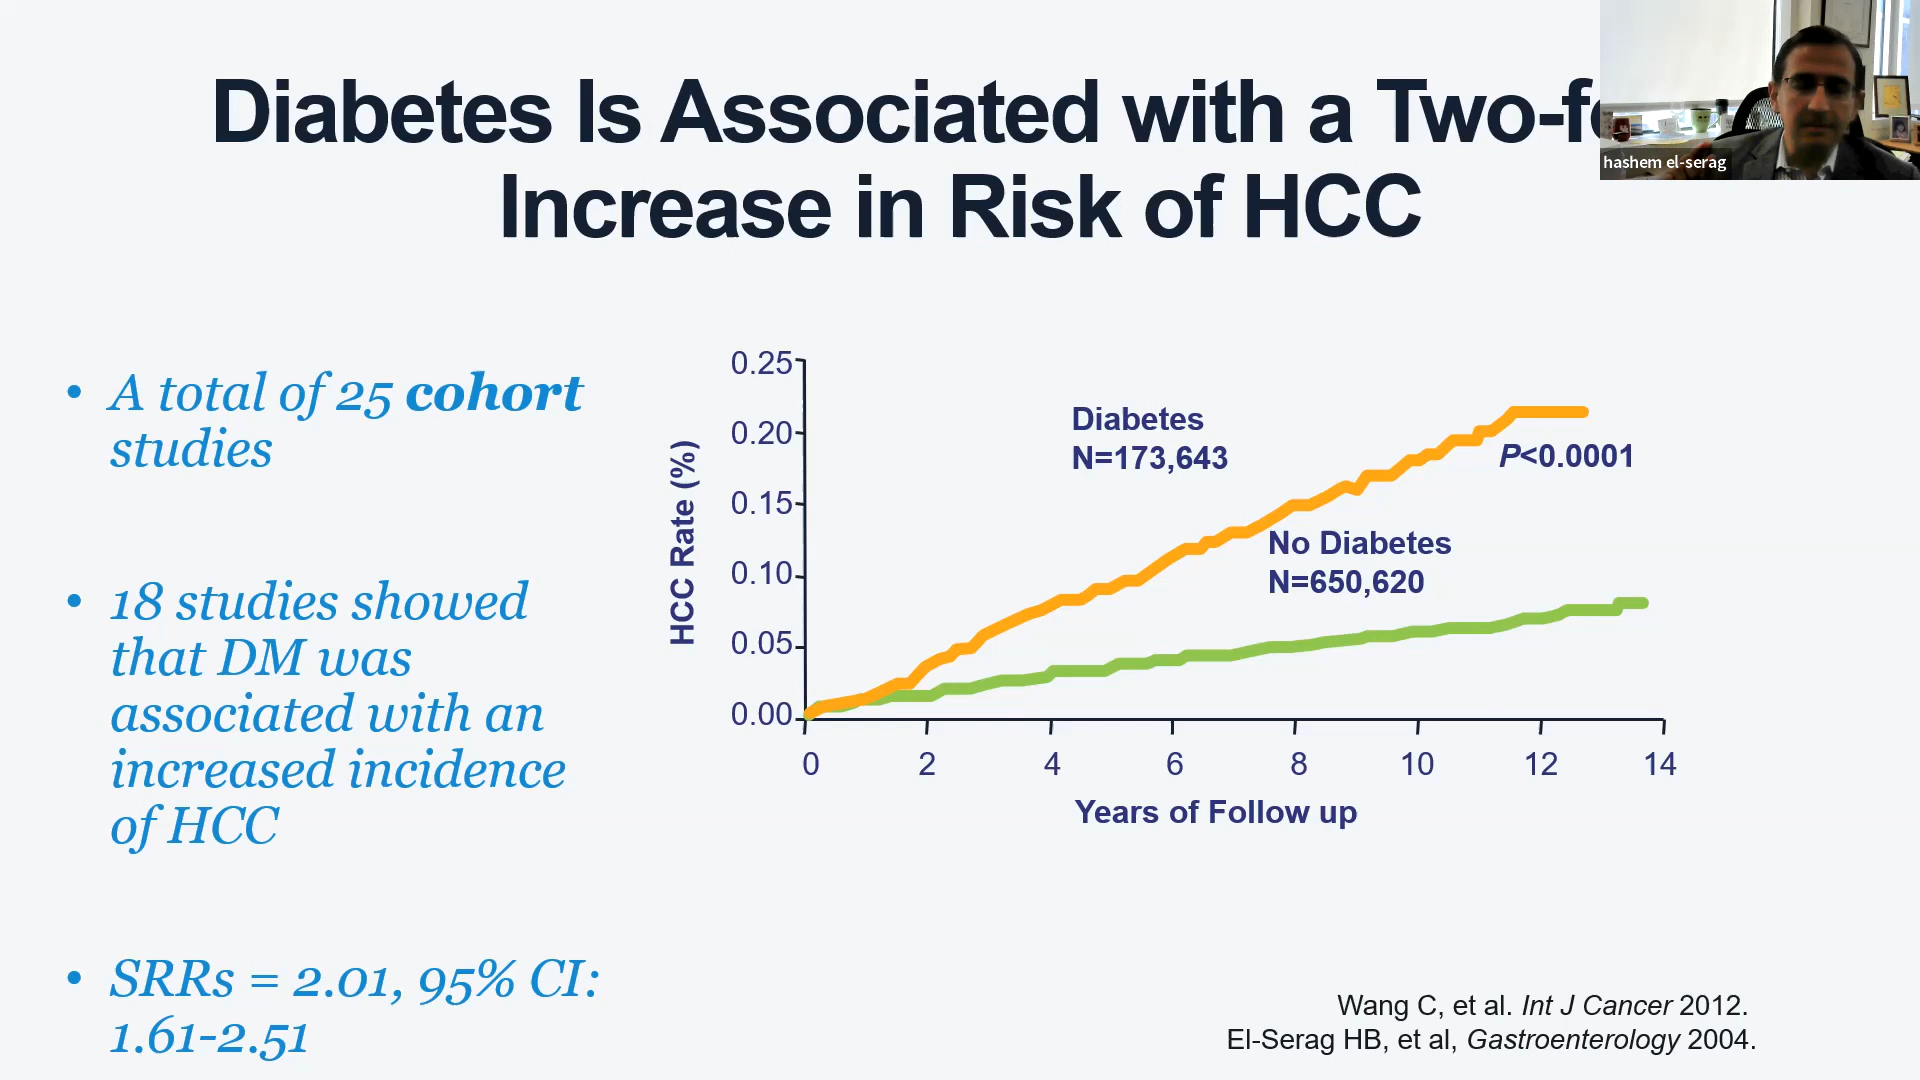 Diabetes Is Associated with a
Increase in Risk of HCC
hashem el-serag
• A total of 25 cohort
studies
• 18 studies showed
that DM was
associated with an
increased incidence
of HCC
• SRRs = 2.01, 95% CI:
1.61-2.51
0.25
0.20
0.15
0.10
0.05
0.00
HCC Rate (%)
Diabetes
N=173,643
P<0.0001
No Diabetes
N=650,620
0 2 4 6 8 10 12 14
Years of Follow up
Wang C, et al. Int J Cancer 2012.
El-Serag HB, et al, Gastroenterology 2004.